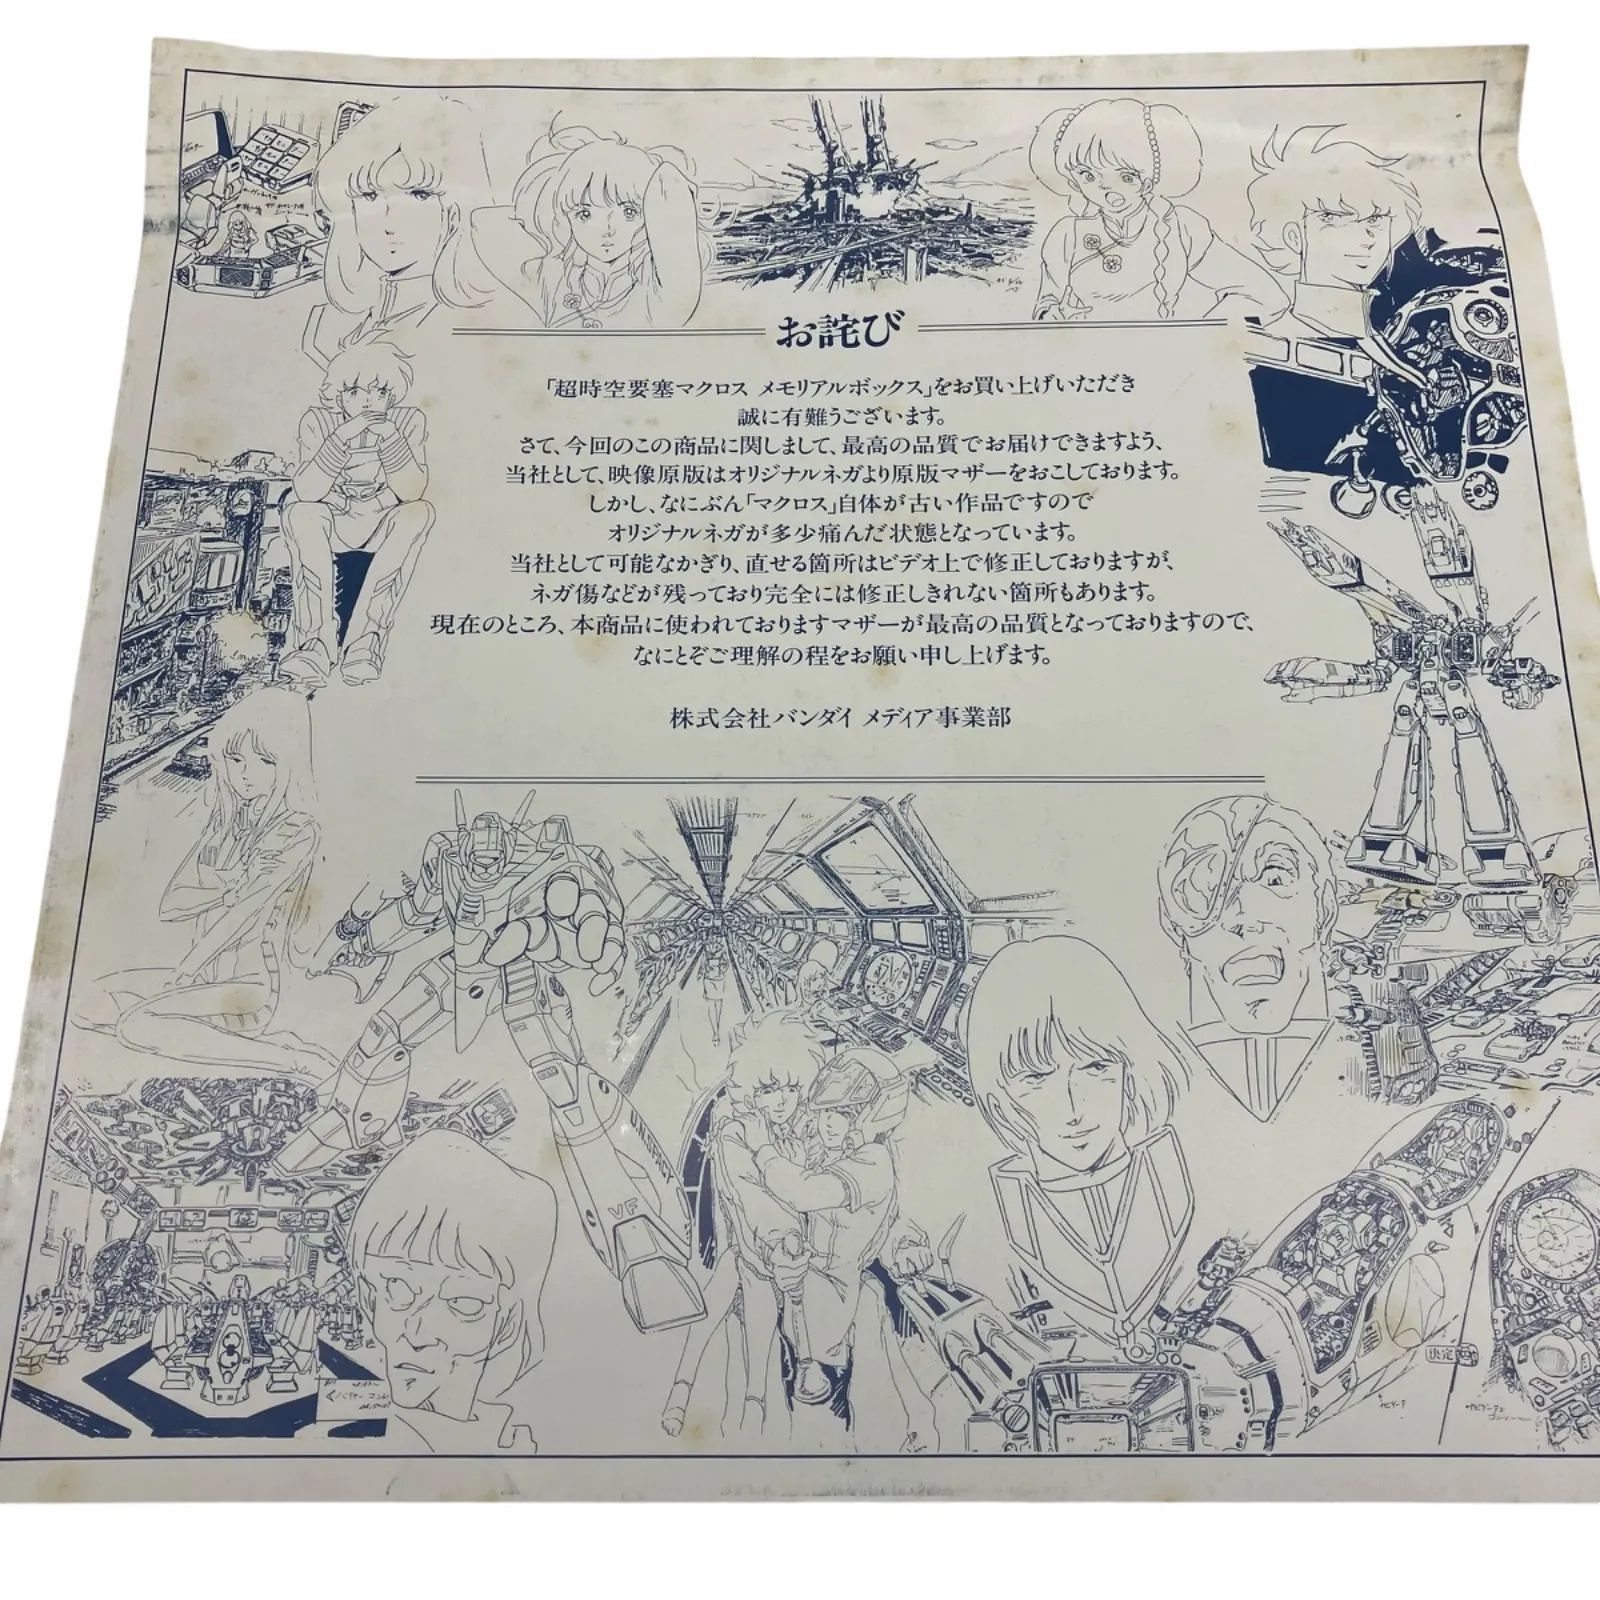 お詫び
「超時空要塞マクロス メモリアルボックス」をお買い上げいただき
誠に有難うございます。
さて、今回のこの商品に関しまして、最高の品質でお届けできますよう、
当社として、映像原版はオリジナルネガより原版マザーをおこしております。
しかし、なにぶん「マクロス」自体が古い作品ですので
オリジナルネガが多少痛んだ状態となっています。
当社として可能なかぎり、直せる箇所はビデオ上で修正しておりますが、
ネガ傷などが残っており完全には修正しきれない箇所もあります。
現在のところ、本商品に使われておりますマザーが最高の品質となっておりますので、
なにとぞご理解の程をお願い申し上げます。
株式会社バンダイ メディア事業部
UN SPACY
VF
決定